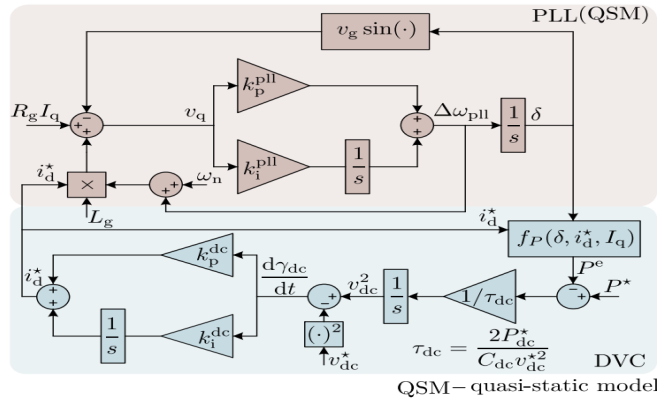 PLL(QSM)
v_g sin(·)
k_p^pll
R_g I_q
−
+
+
v_q
+
+
Δω_pll
1/s
δ
k_i^pll
1/s
i_d^⋆
×
+
+
ω_n
L_g
i_d^⋆
f_P(δ, i_d^⋆, I_q)
k_p^dc
i_d^⋆
dγ_dc/dt
P^e
P^⋆
+
+
−
v_dc^2
1/s
1/τ_dc
−
+
1/s
k_i^dc
(·)^2
v_dc^⋆
τ_dc = 2P_dc^⋆ / C_dc v_dc^⋆2
DVC
QSM−quasi-static model